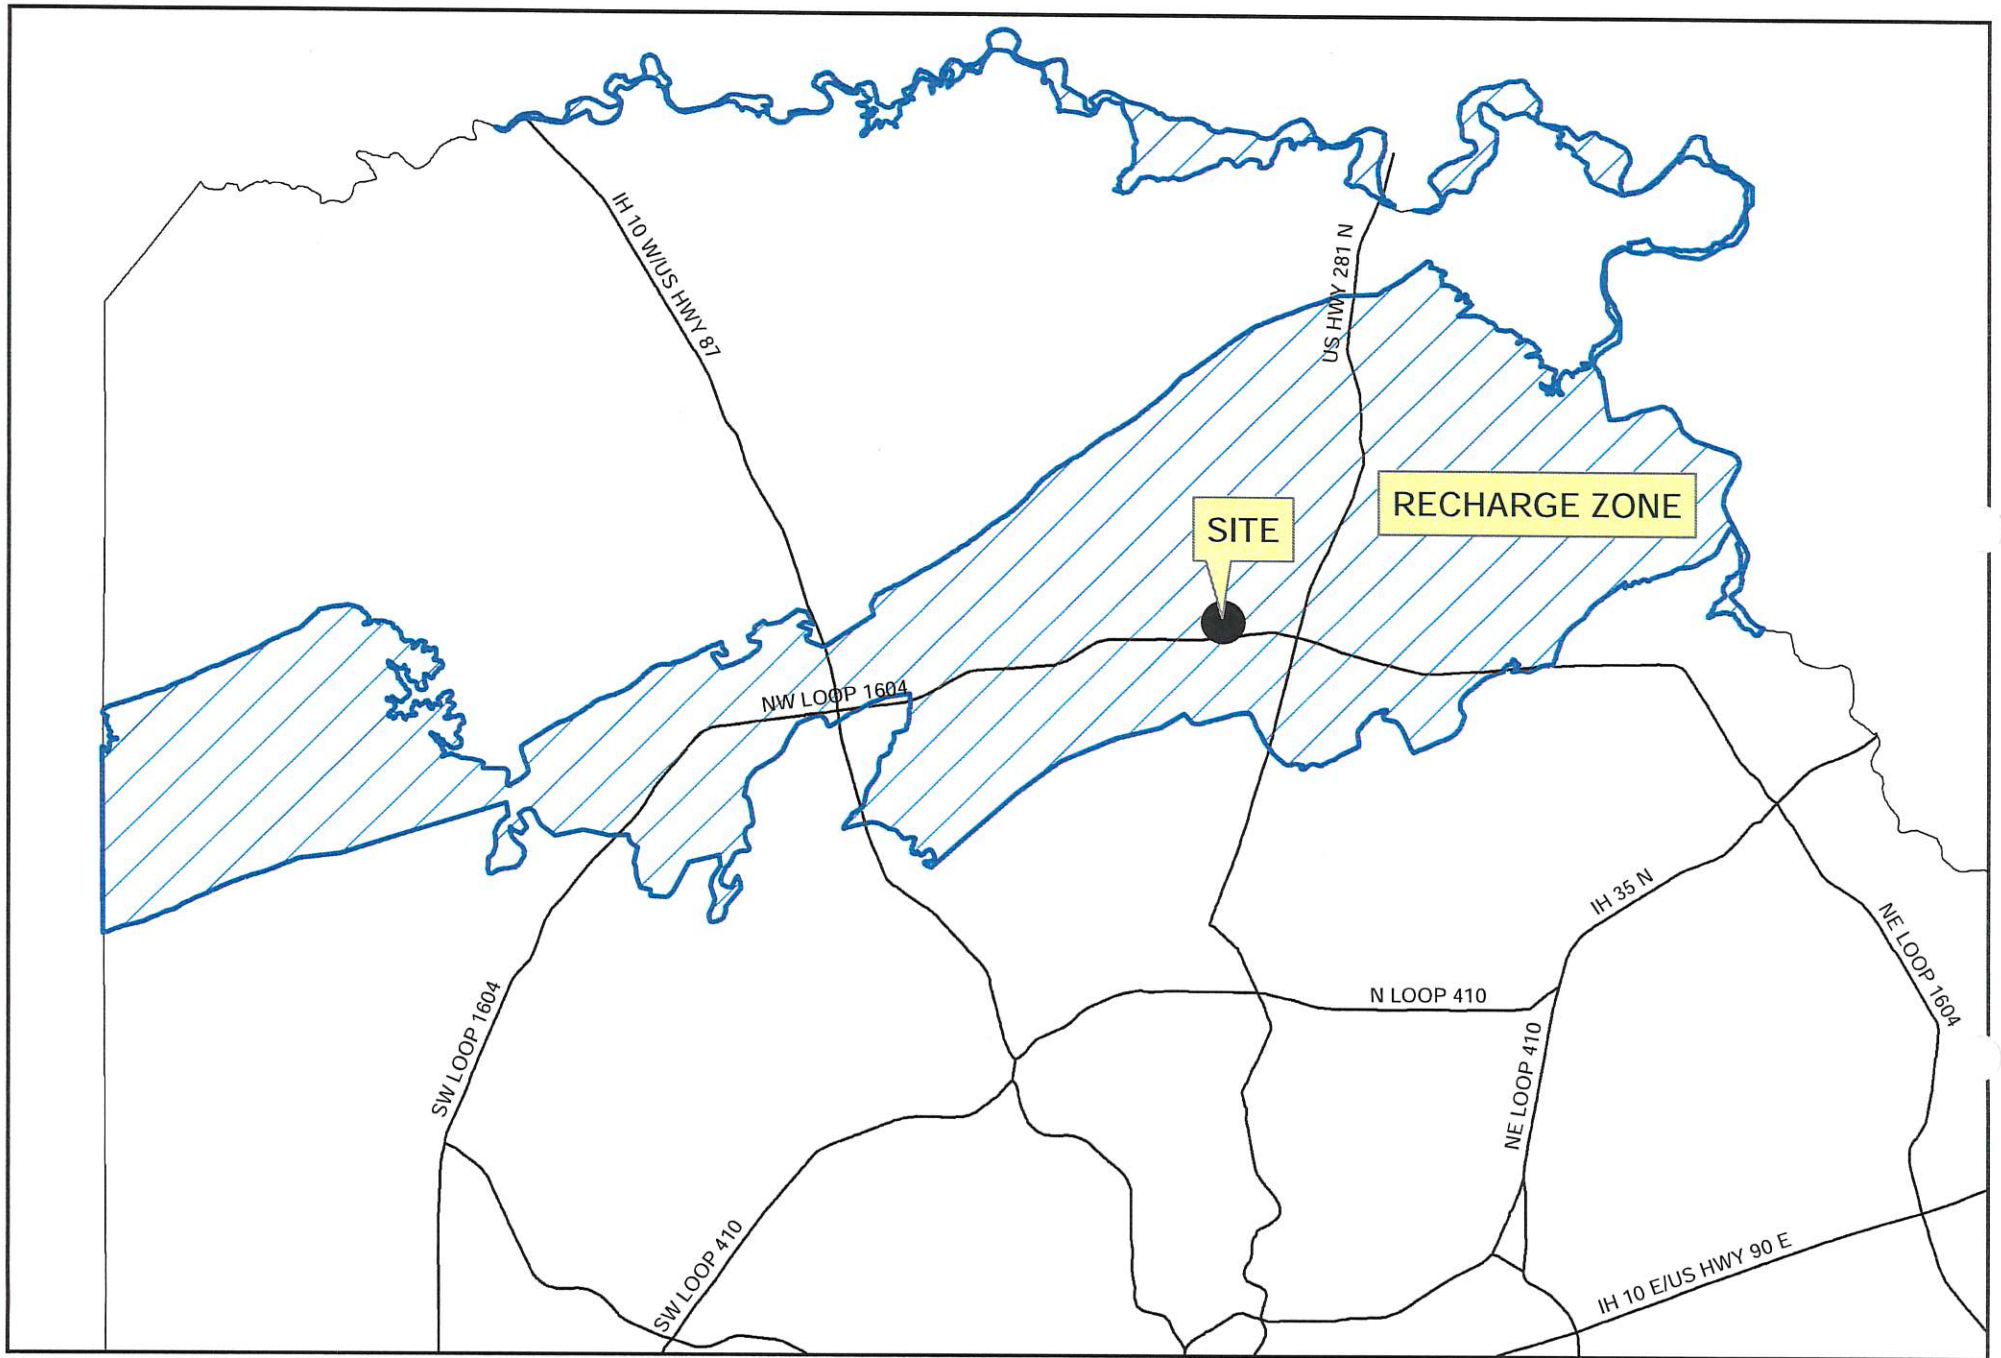 IH 10 W/US HWY 87
US HWY 281 N
RECHARGE ZONE
SITE
NW LOOP 1604
IH 35 N
NE LOOP 1604
N LOOP 410
SW LOOP 1604
NE LOOP 410
SW LOOP 410
IH 10 E/US HWY 90 E